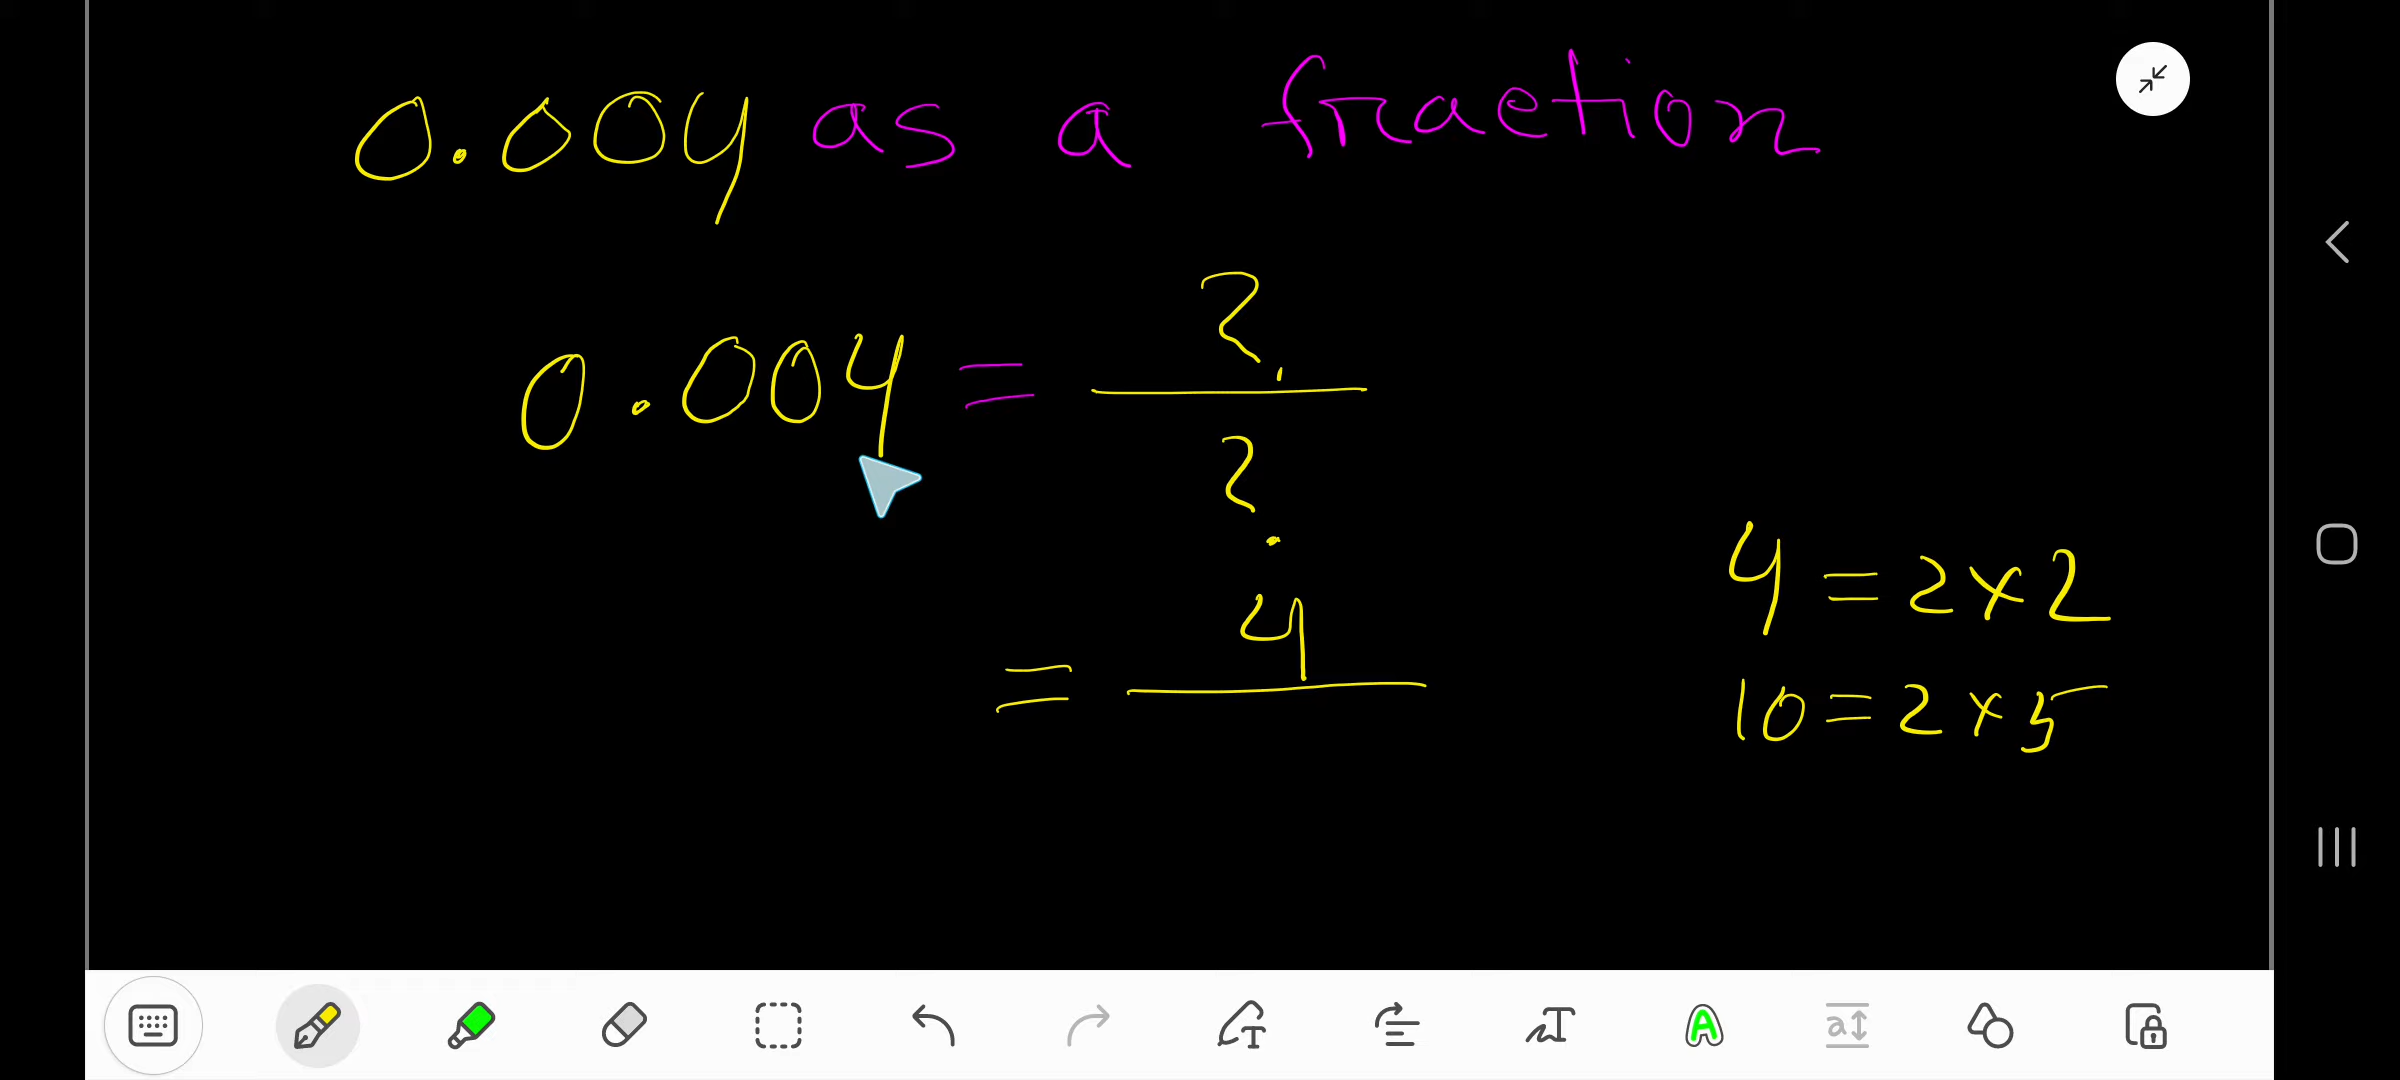 0.004 as a fraction
0.004 = ?
?
= 4
4 = 2 x 2
10 = 2 x 5